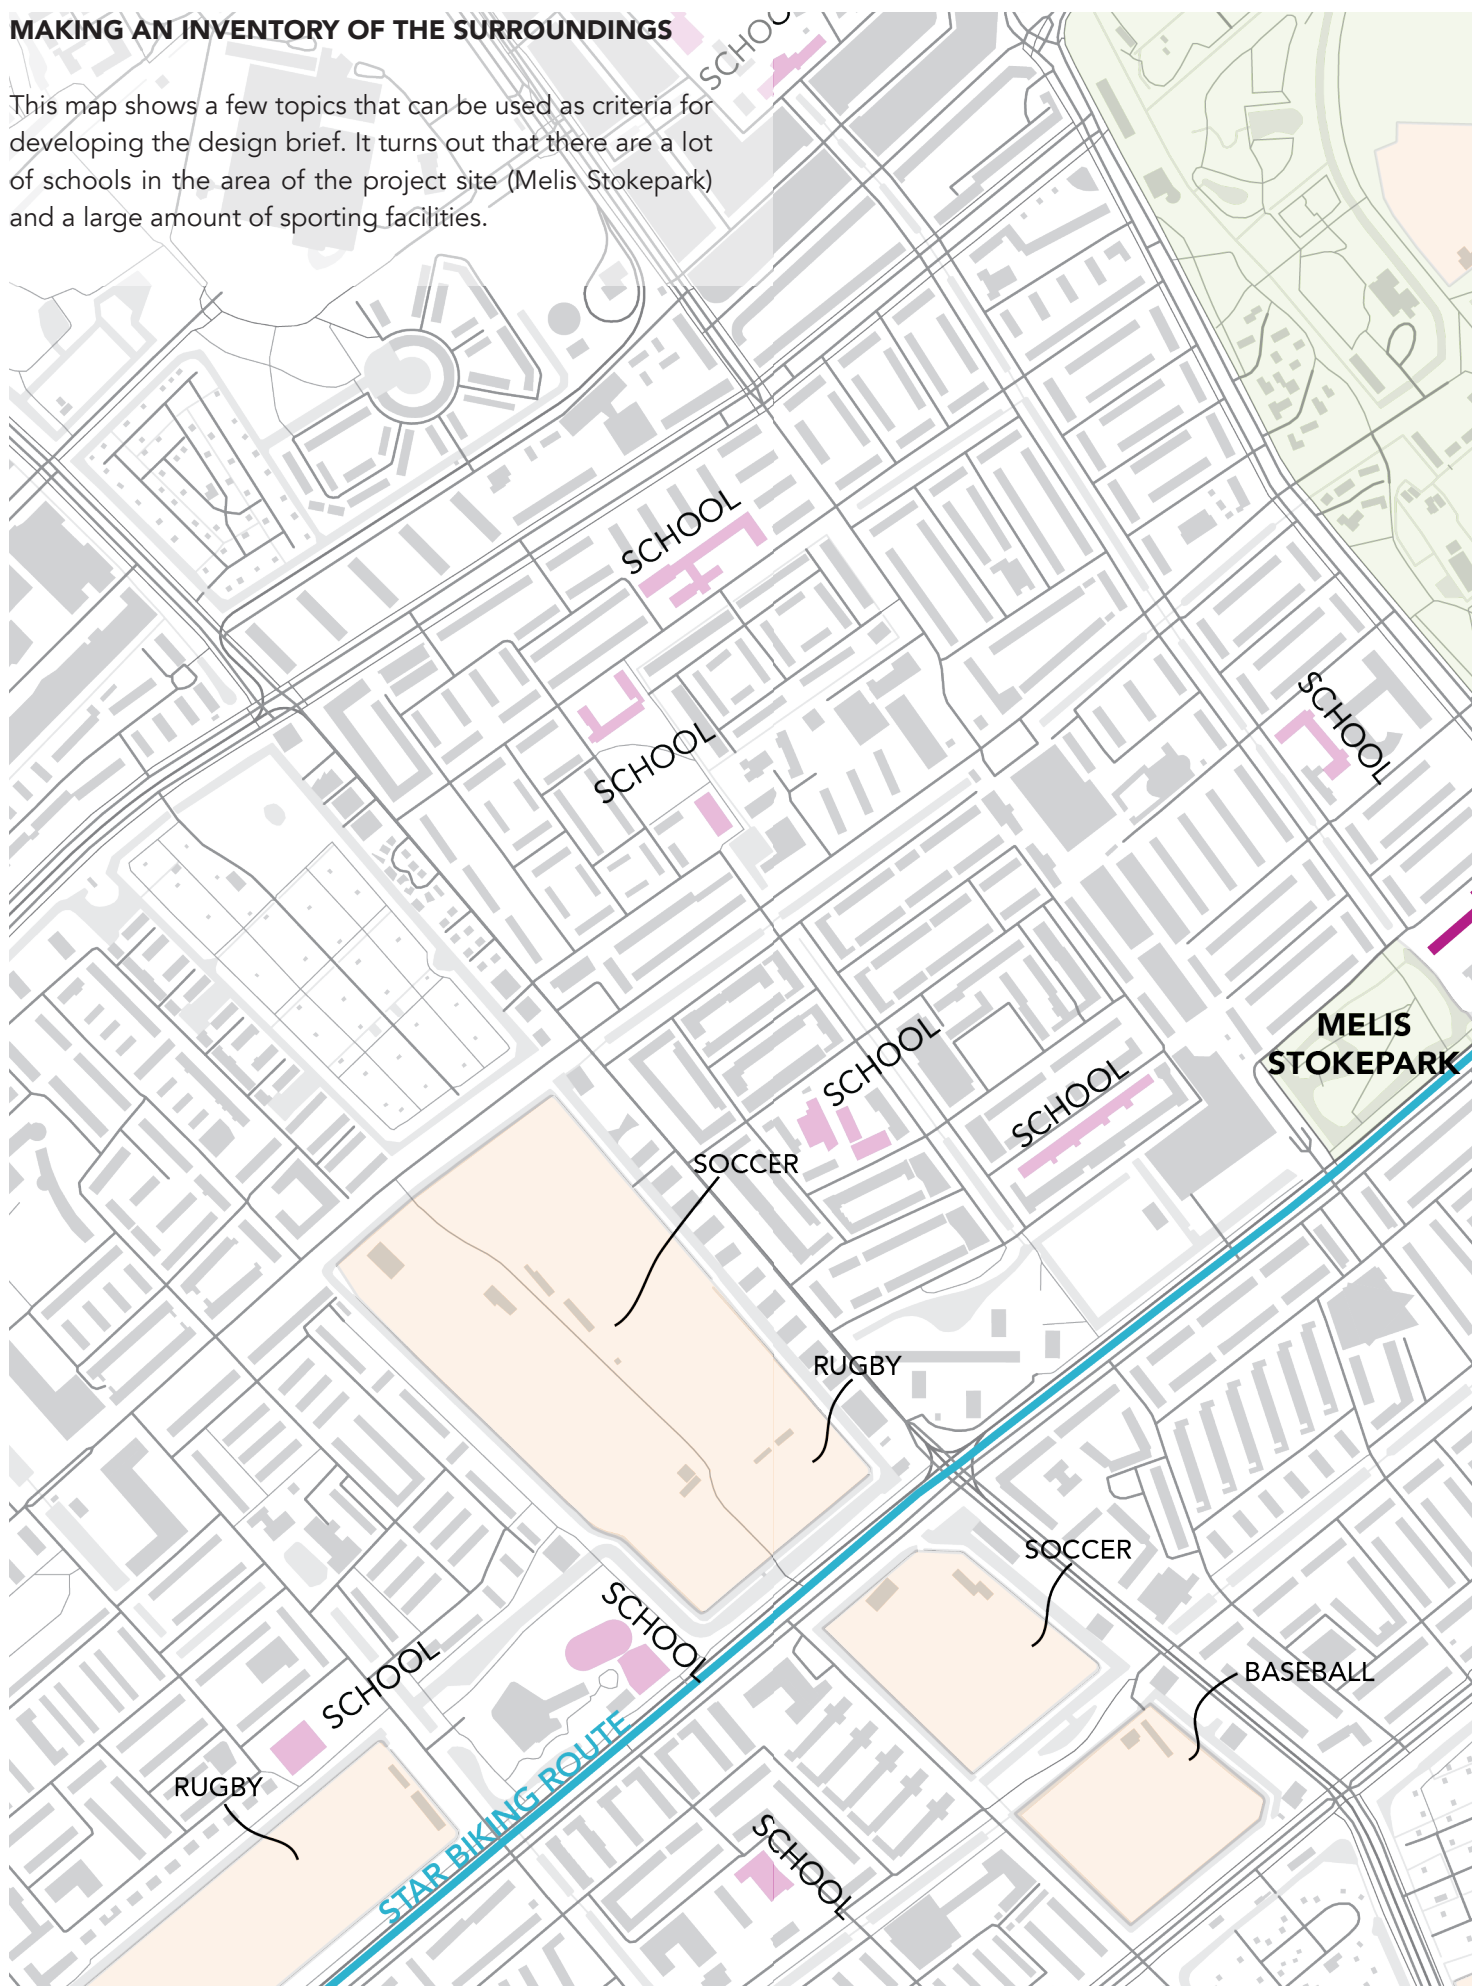 MAKING AN INVENTORY OF THE SURROUNDINGS
This map shows a few topics that can be used as criteria for
developing the design brief. It turns out that there are a lot
of schools in the area of the project site (Melis Stokepark)
and a large amount of sporting facilities.
SCHOOL
SCHOOL
SCHOOL
SCHOOL
MELIS
STOKEPARK
SCHOOL
SCHOOL
SOCCER
RUGBY
SOCCER
SCHOOL
SCHOOL
BASEBALL
RUGBY
STAR BIKING ROUTE
SCHOOL